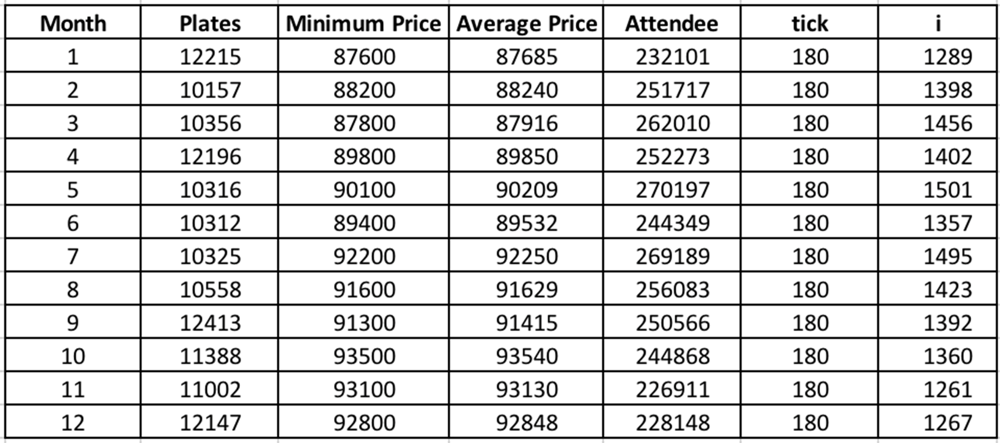 Month Plates Minimum Price Average Price Attendee tick i
1 12215 87600 87685 232101 180 1289
2 10157 88200 88240 251717 180 1398
3 10356 87800 87916 262010 180 1456
4 12196 89800 89850 252273 180 1402
5 10316 90100 90209 270197 180 1501
6 10312 89400 89532 244349 180 1357
7 10325 92200 92250 269189 180 1495
8 10558 91600 91629 256083 180 1423
9 12413 91300 91415 250566 180 1392
10 11388 93500 93540 244868 180 1360
11 11002 93100 93130 226911 180 1261
12 12147 92800 92848 228148 180 1267